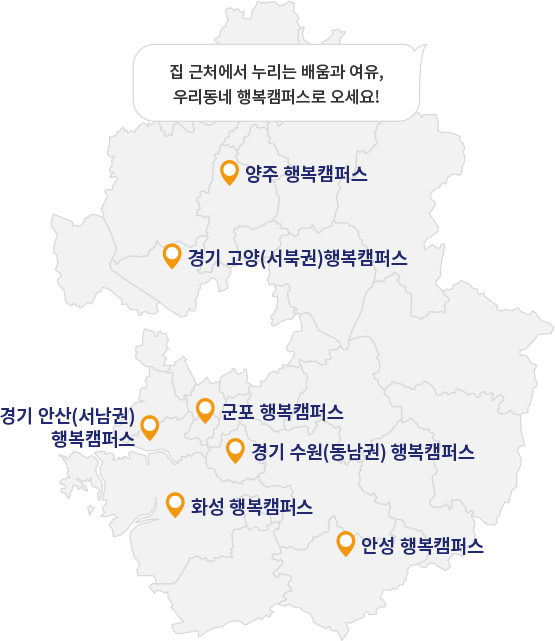 집 근처에서 누리는 배움과 여유,
우리동네 행복캠퍼스로 오세요!
양주 행복캠퍼스
경기 고양(서북권)행복캠퍼스
경기 안산(서남권)
행복캠퍼스
군포 행복캠퍼스
경기 수원(동남권) 행복캠퍼스
화성 행복캠퍼스
안성 행복캠퍼스